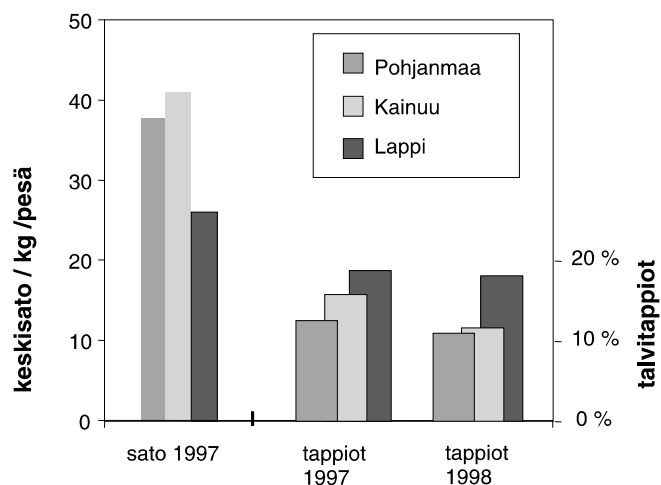 50
40
30
20
10
0
keskisato / kg /pesä
Pohjanmaa
Kainuu
Lappi
20 %
10 %
0 %
talvitappiot
sato 1997
tappiot
1997
tappiot
1998